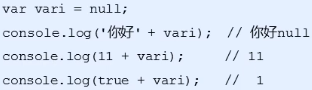 var vari = null;
console.log('你好' + vari);  // 你好null
console.log(11 + vari);     // 11
console.log(true + vari);   //  1